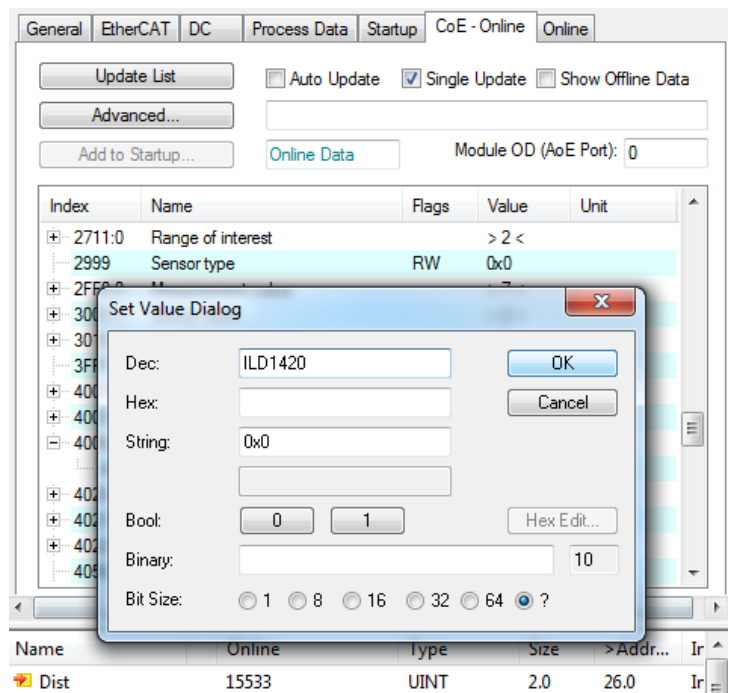 General EtherCAT DC Process Data Startup CoE - Online Online
Update List Auto Update Single Update Show Offline Data
Advanced...
Add to Startup... Online Data Module OD (AoE Port): 0
Index Name Flags Value Unit
2711:0 Range of interest > 2 <
2999 Sensor type RW 0x0
Set Value Dialog
Dec: ILD1420 OK
Hex: Cancel
String: 0x0
Bool: 0 1 Hex Edit...
Binary: 10
Bit Size: 1 8 16 32 64 ?
Name Online Type Size >Addr...
Dist 15533 UINT 2.0 26.0